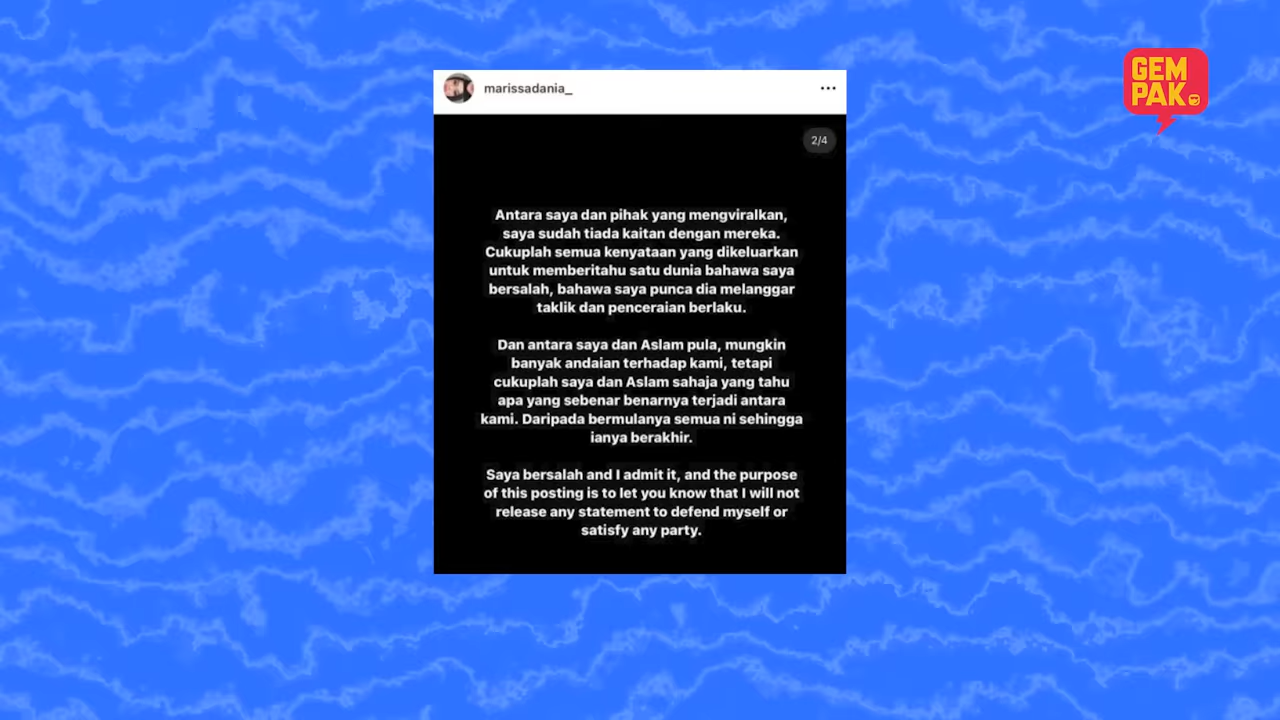 GEM
PAK
marissadania_
2/4
Antara saya dan pihak yang mengviralkan,
saya sudah tiada kaitan dengan mereka.
Cukuplah semua kenyataan yang dikeluarkan
untuk memberitahu satu dunia bahawa saya
bersalah, bahawa saya punca dia melanggar
taklik dan penceraian berlaku.
Dan antara saya dan Aslam pula, mungkin
banyak andaian terhadap kami, tetapi
cukuplah saya dan Aslam sahaja yang tahu
apa yang sebenar benarnya terjadi antara
kami. Daripada bermulanya semua ni sehingga
ianya berakhir.
Saya bersalah and I admit it, and the purpose
of this posting is to let you know that I will not
release any statement to defend myself or
satisfy any party.